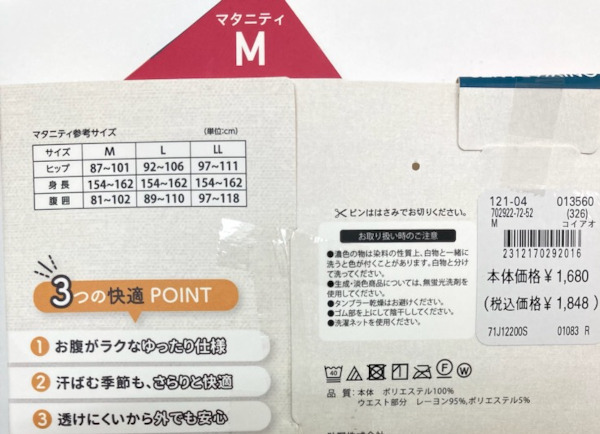 マタニティ
M
マタニティ参考サイズ (単位:cm)
サイズ M L LL
ヒップ 87~101 92~106 97~111
身長 154~162 154~162 154~162
腹囲 81~102 89~110 97~118
3つの快適 POINT
1 お腹がラクなゆったり仕様
2 汗ばむ季節も、さらりと快適
3 透けにくいから外でも安心
ピンははさみでお切りください。
お取り扱い時のご注意
●濃色の物は染料の性質上、白物と一緒に
洗うと色が付くことがあります。白物と分け
て洗ってください。
●生成・淡色商品については、無蛍光洗剤を
使用してください。
●タンブラー乾燥はお避けください。
●ゴム部を上にして陰干ししてください。
●洗濯ネットを使用してください。
40
F W
品質:本体 ポリエステル100%
ウエスト部分 レーヨン95%,ポリエステル5%
121-04 013560
702922-72-52 (326)
M コイアオ
2312170292016
本体価格¥1,680
(税込価格¥1,848)
71J12200S 01083 R